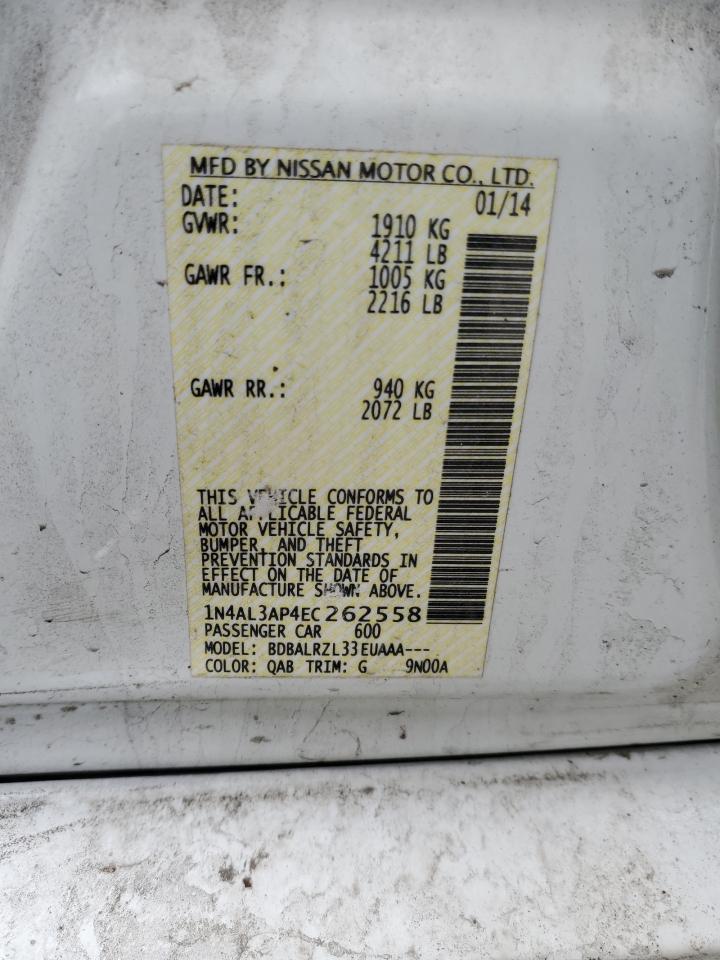 MFD BY NISSAN MOTOR CO., LTD.
DATE: 01/14
GVWR: 1910 KG
4211 LB
GAWR FR.: 1005 KG
2216 LB
GAWR RR.: 940 KG
2072 LB
THIS VEHICLE CONFORMS TO
ALL APPLICABLE FEDERAL
MOTOR VEHICLE SAFETY,
BUMPER, AND THEFT
PREVENTION STANDARDS IN
EFFECT ON THE DATE OF
MANUFACTURE SHOWN ABOVE.
1N4AL3AP4EC262558
PASSENGER CAR 600
MODEL: BDBALRZL33EUAAA---
COLOR: QAB TRIM: G 9N00A